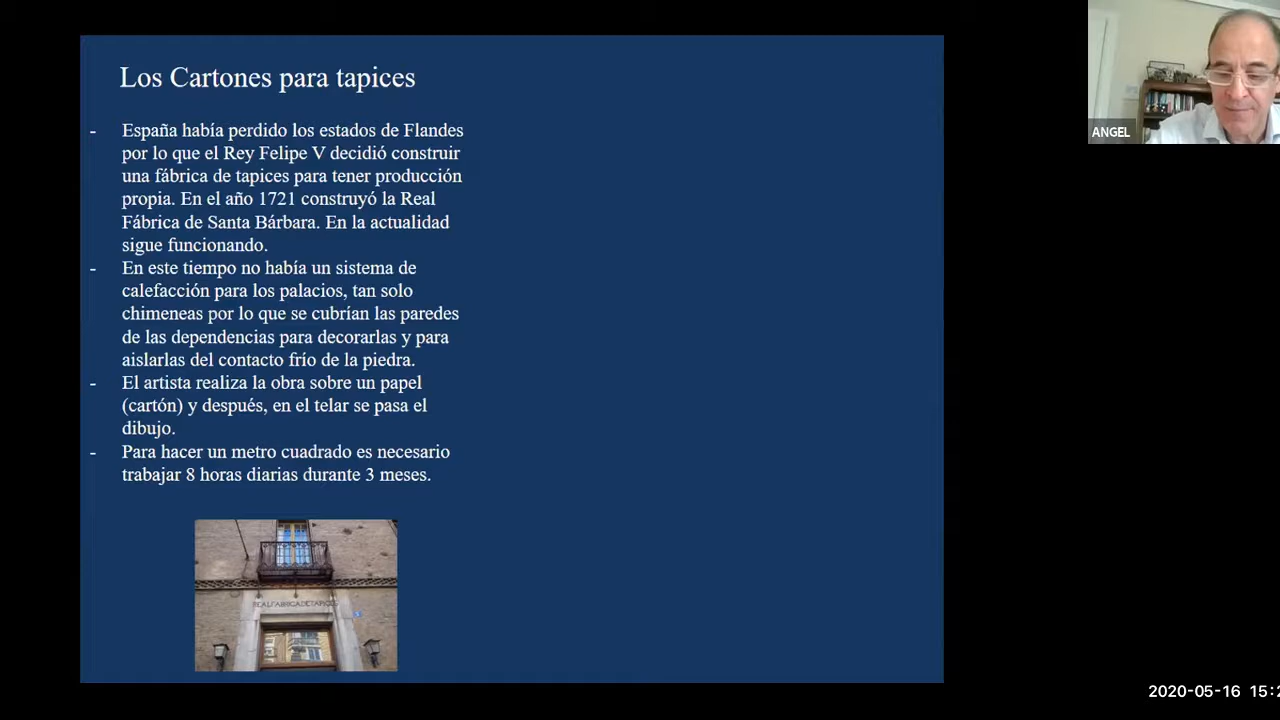 Los Cartones para tapices
- España había perdido los estados de Flandes
por lo que el Rey Felipe V decidió construir
una fábrica de tapices para tener producción
propia. En el año 1721 construyó la Real
Fábrica de Santa Bárbara. En la actualidad
sigue funcionando.
- En este tiempo no había un sistema de
calefacción para los palacios, tan solo
chimeneas por lo que se cubrían las paredes
de las dependencias para decorarlas y para
aislarlas del contacto frío de la piedra.
- El artista realiza la obra sobre un papel
(cartón) y después, en el telar se pasa el
dibujo.
- Para hacer un metro cuadrado es necesario
trabajar 8 horas diarias durante 3 meses.
ANGEL
2020-05-16 15:2